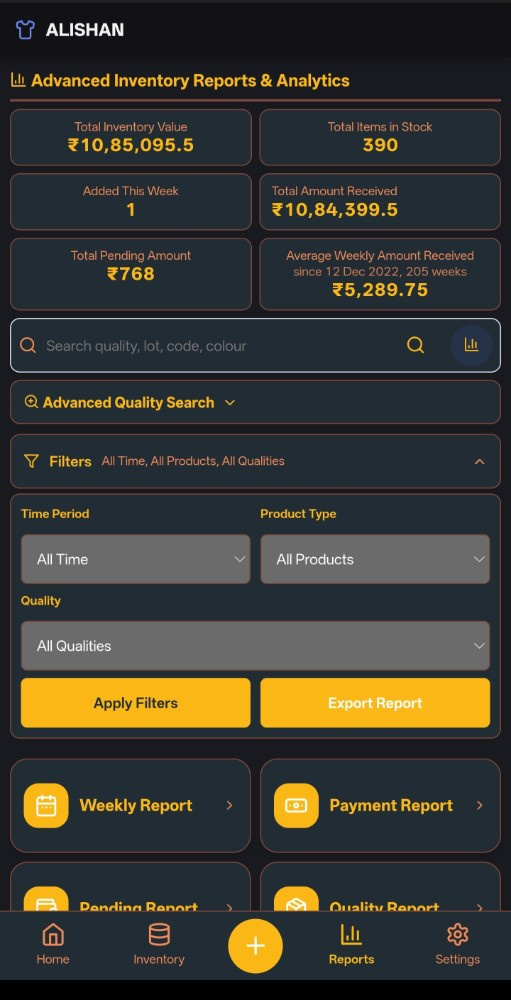 ALISHAN
Advanced Inventory Reports & Analytics
Total Inventory Value
₹10,85,095.5
Total Items in Stock
390
Added This Week
1
Total Amount Received
₹10,84,399.5
Total Pending Amount
₹768
Average Weekly Amount Received
since 12 Dec 2022, 205 weeks
₹5,289.75
Search quality, lot, code, colour
Advanced Quality Search
Filters All Time, All Products, All Qualities
Time Period
Product Type
All Time
All Products
Quality
All Qualities
Apply Filters
Export Report
Weekly Report
Payment Report
Pending Report
Quality Report
Home
Inventory
Reports
Settings